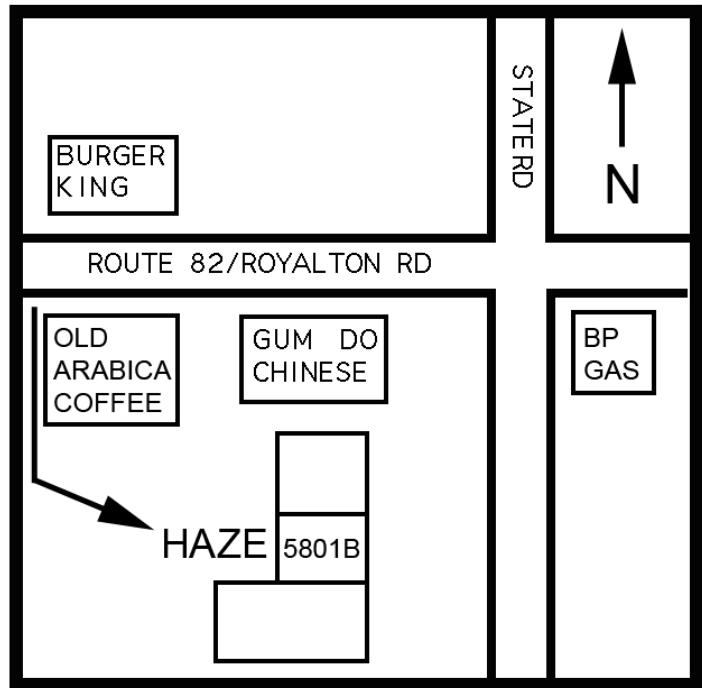 STATE RD
N
BURGER
KING
ROUTE 82/ROYALTON RD
OLD
ARABICA
COFFEE
GUM DO
CHINESE
BP
GAS
HAZE
5801B